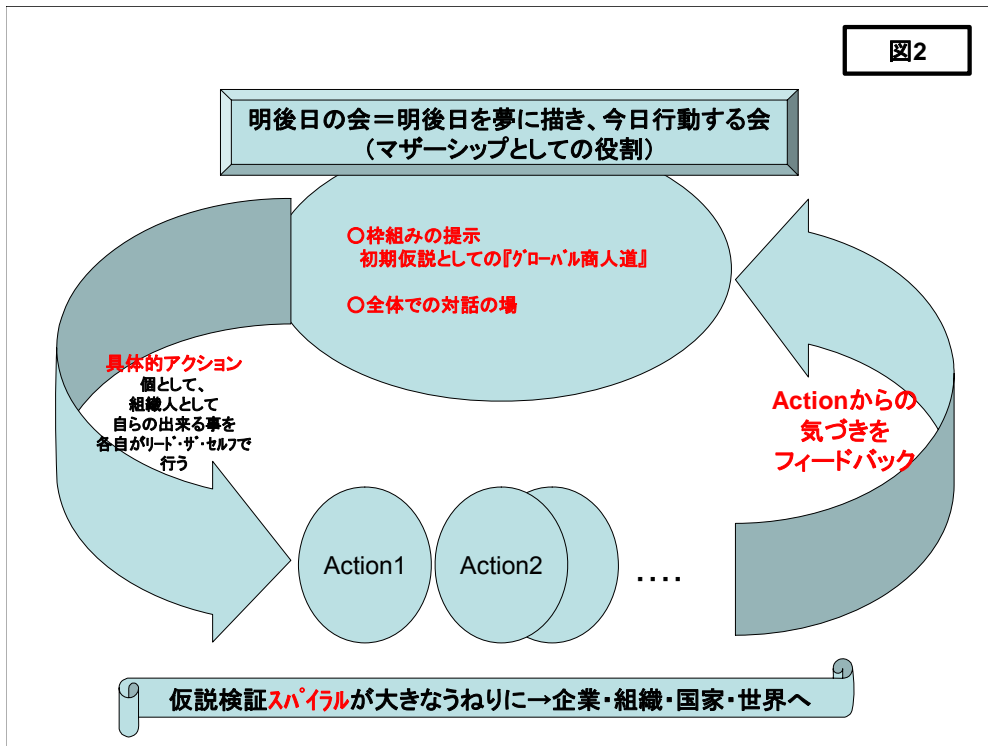 図2
明後日の会＝明後日を夢に描き、今日行動する会
（マザーシップとしての役割）
○枠組みの提示
初期仮説としての『ｸﾞﾛｰﾊﾞﾙ商人道』
○全体での対話の場
具体的アクション
個として、
組織人として
自らの出来る事を
各自がﾘｰﾄﾞ･ｻﾞ･ｾﾙﾌで
行う
Actionからの
気づきを
フィードバック
Action1
Action2
....
仮説検証ｽﾊﾟｲﾗﾙが大きなうねりに→企業・組織・国家・世界へ